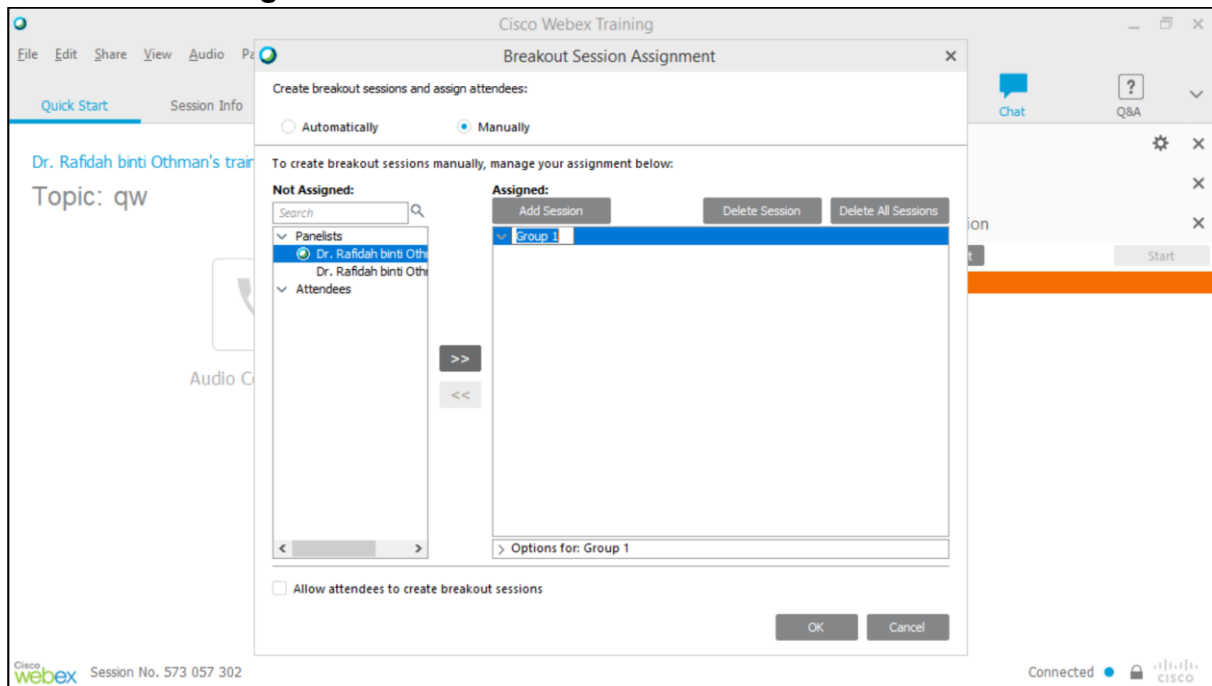 Cisco Webex Training
File Edit Share View Audio Pa
Breakout Session Assignment
Quick Start Session Info
Chat Q&A
Create breakout sessions and assign attendees:
Automatically Manually
Dr. Rafidah binti Othman's train
Topic: qw
To create breakout sessions manually, manage your assignment below:
Not Assigned:
Search
Panelists
Dr. Rafidah binti Oth
Dr. Rafidah binti Oth
Attendees
Assigned:
Add Session Delete Session Delete All Sessions
Group 1
>>
<<
Options for: Group 1
ion
t Start
Audio Co
Allow attendees to create breakout sessions
OK Cancel
Cisco webex Session No. 573 057 302
Connected
CISCO